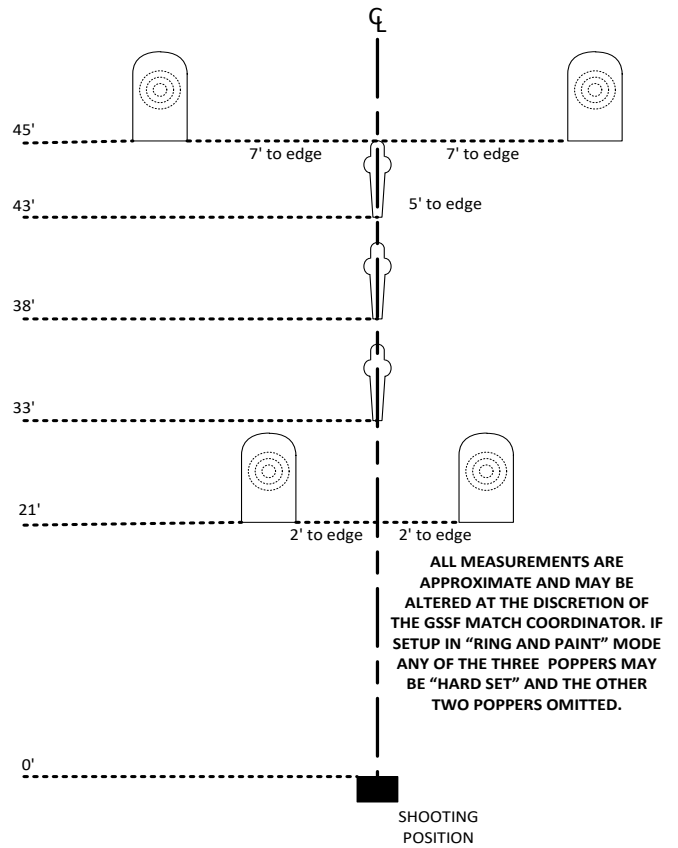 ℄
45'
7' to edge 7' to edge
43'
5' to edge
38'
33'
21'
2' to edge 2' to edge
ALL MEASUREMENTS ARE
APPROXIMATE AND MAY BE
ALTERED AT THE DISCRETION OF
THE GSSF MATCH COORDINATOR. IF
SETUP IN “RING AND PAINT” MODE
ANY OF THE THREE POPPERS MAY
BE “HARD SET” AND THE OTHER
TWO POPPERS OMITTED.
0'
SHOOTING
POSITION